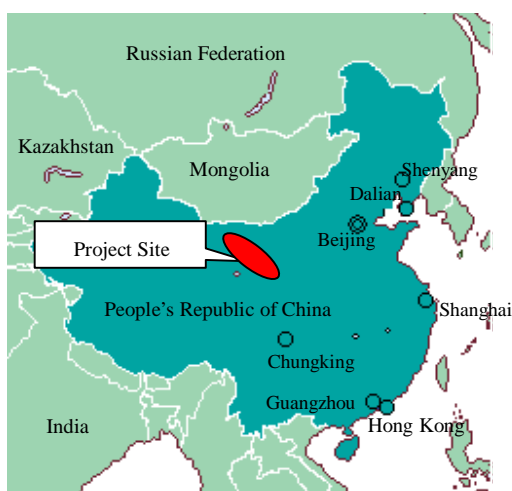 Russian Federation
Kazakhstan
Mongolia
Shenyang
Dalian
Beijing
Project Site
People's Republic of China
Shanghai
Chungking
Guangzhou
Hong Kong
India